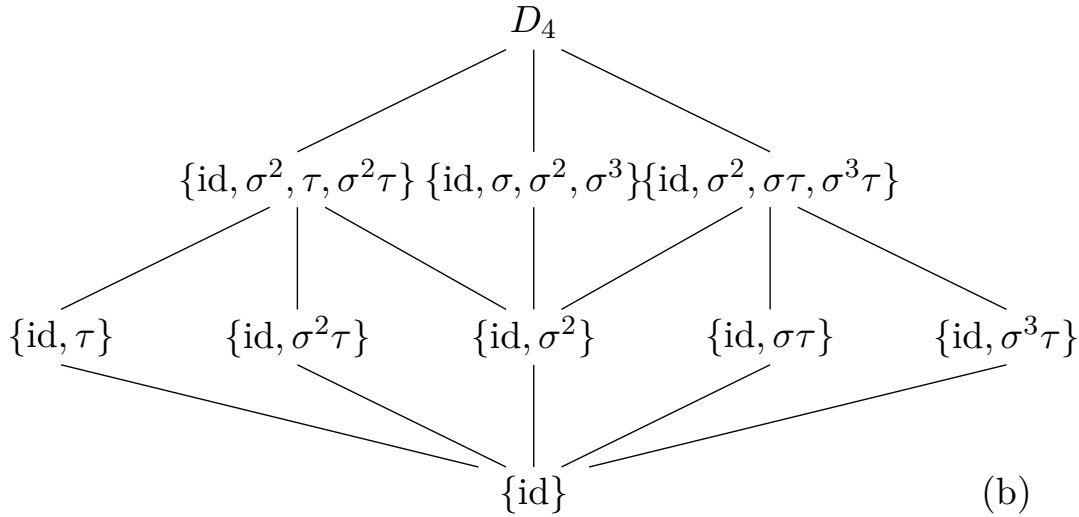 D₄
{id, σ², τ, σ²τ} {id, σ, σ², σ³}{id, σ², στ, σ³τ}
{id, τ} {id, σ²τ} {id, σ²} {id, στ} {id, σ³τ}
{id}
(b)